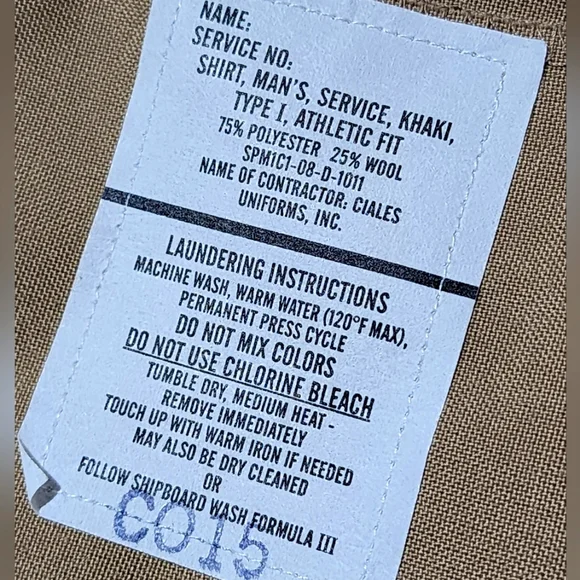 NAME:
SERVICE NO:
SHIRT, MAN'S, SERVICE, KHAKI,
TYPE I, ATHLETIC FIT
75% POLYESTER 25% WOOL
SPM1C1-08-D-1011
NAME OF CONTRACTOR: CIALES
UNIFORMS, INC.
LAUNDERING INSTRUCTIONS
MACHINE WASH, WARM WATER (120°F MAX),
PERMANENT PRESS CYCLE
DO NOT MIX COLORS
DO NOT USE CHLORINE BLEACH
TUMBLE DRY, MEDIUM HEAT -
REMOVE IMMEDIATELY
TOUCH UP WITH WARM IRON IF NEEDED
MAY ALSO BE DRY CLEANED
OR
FOLLOW SHIPBOARD WASH FORMULA III
CO15